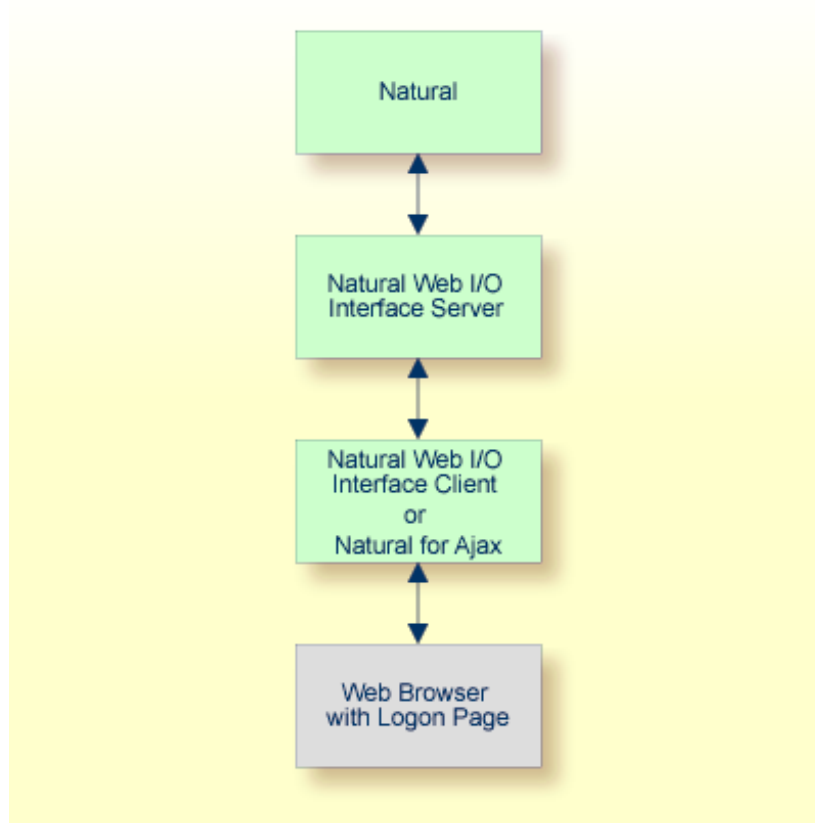 Natural
Natural Web I/O
Interface Server
Natural Web I/O
Interface Client
or
Natural for Ajax
Web Browser
with Logon Page